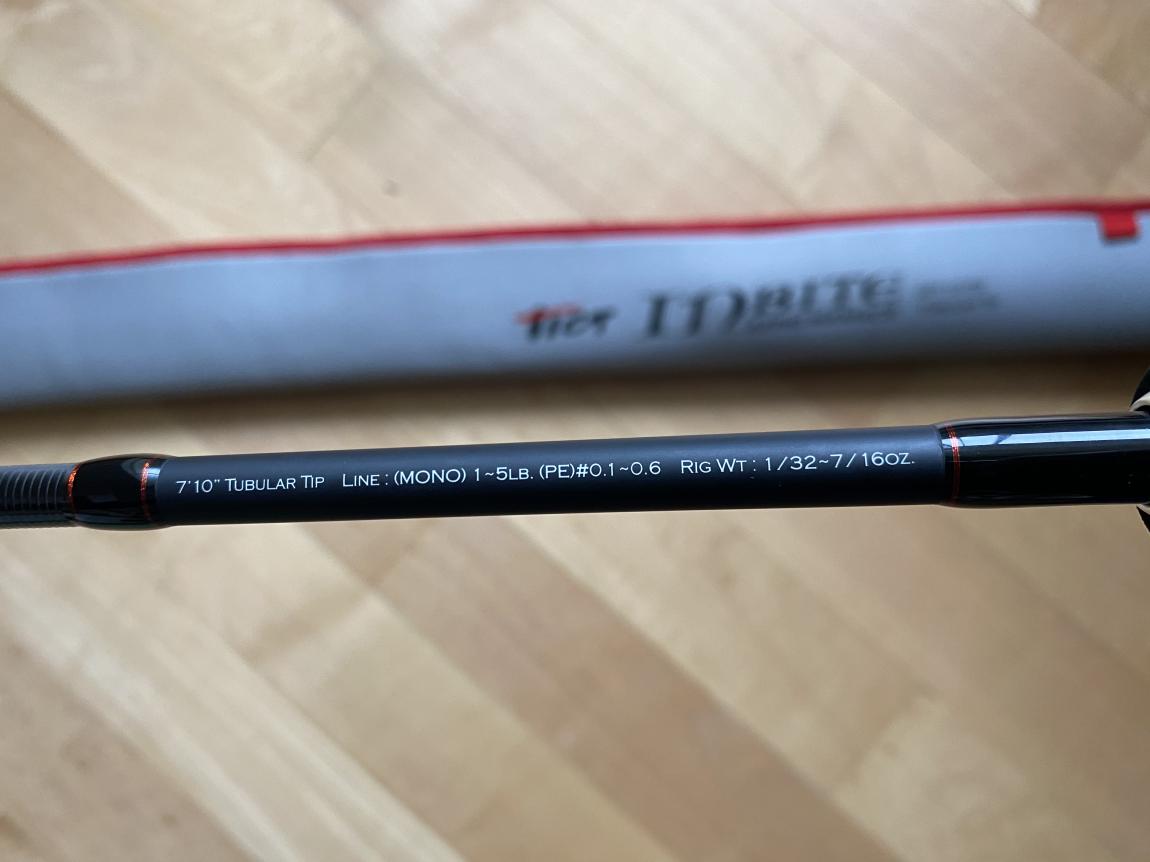 tict INBITE
7'10" TUBULAR TIP LINE : (MONO) 1~5LB. (PE)#0.1~0.6 RIG WT : 1/32~7/16OZ.